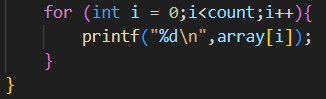 for (int i = 0;i<count;i++){
printf("%d\n",array[i]);
}
}